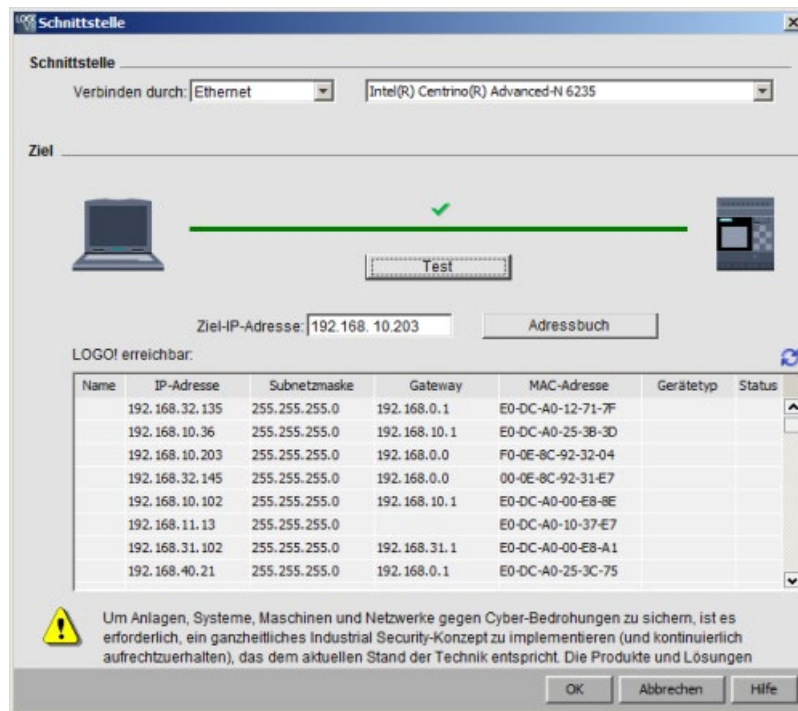 LOGO Schnittstelle
Schnittstelle
Verbinden durch: Ethernet Intel(R) Centrino(R) Advanced-N 6235
Ziel
Test
Ziel-IP-Adresse: 192.168. 10.203 Adressbuch
LOGO! erreichbar:
Name IP-Adresse Subnetzmaske Gateway MAC-Adresse Gerätetyp Status
192.168.32.135 255.255.255.0 192.168.0.1 E0-DC-A0-12-71-7F
192.168.10.36 255.255.255.0 192.168.10.1 E0-DC-A0-25-3B-3D
192.168.10.203 255.255.255.0 192.168.0.0 F0-0E-8C-92-32-04
192.168.32.145 255.255.255.0 192.168.0.0 00-0E-8C-92-31-E7
192.168.10.102 255.255.255.0 192.168.10.1 E0-DC-A0-00-E8-8E
192.168.11.13 255.255.255.0 E0-DC-A0-10-37-E7
192.168.31.102 255.255.255.0 192.168.31.1 E0-DC-A0-00-E8-A1
192.168.40.21 255.255.255.0 192.168.0.1 E0-DC-A0-25-3C-75
Um Anlagen, Systeme, Maschinen und Netzwerke gegen Cyber-Bedrohungen zu sichern, ist es
erforderlich, ein ganzheitliches Industrial Security-Konzept zu implementieren (und kontinuierlich
aufrechtzuerhalten), das dem aktuellen Stand der Technik entspricht. Die Produkte und Lösungen
OK Abbrechen Hilfe